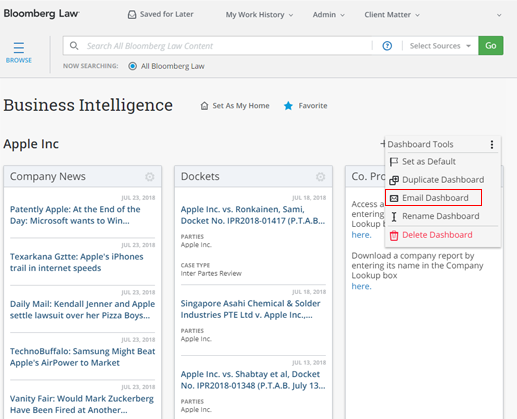 Bloomberg Law
Saved for Later
My Work History
Admin
Client Matter
BROWSE
Search All Bloomberg Law Content
Select Sources
Go
NOW SEARCHING:
All Bloomberg Law
Business Intelligence
Set As My Home
Favorite
Apple Inc
Dashboard Tools
Set as Default
Duplicate Dashboard
Email Dashboard
Rename Dashboard
Delete Dashboard
Company News
JUL 23, 2018
Patently Apple: At the End of the
Day: Microsoft wants to Win...
JUL 23, 2018
Texarkana Gztte: Apple's iPhones
trail in internet speeds
JUL 23, 2018
Daily Mail: Kendall Jenner and Apple
settle lawsuit over her Pizza Boys...
JUL 23, 2018
TechnoBuffalo: Samsung Might Beat
Apple's AirPower to Market
JUL 23, 2018
Vanity Fair: Would Mark Zuckerberg
Have Been Fired at Another...
Dockets
JUL 18, 2018
Apple Inc. vs. Ronkainen, Sami,
Docket No. IPR2018-01417 (P.T.A.B...
PARTIES
Apple Inc.
CASE TYPE
Inter Partes Review
JUL 18, 2018
Singapore Asahi Chemical & Solder
Industries PTE Ltd v. Apple Inc.,...
PARTIES
Apple Inc.
JUL 13, 2018
Apple Inc. vs. Shabtay et al, Docket
No. IPR2018-01348 (P.T.A.B. July 13...
Co. Pro
Access a
entering
Lookup b
here.
Download a company report by
entering its name in the Company
Lookup box
here.